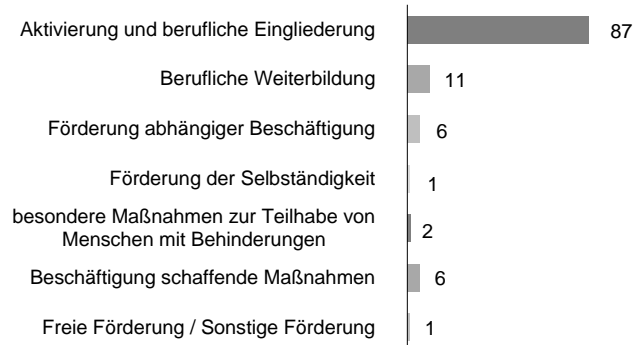 Aktivierung und berufliche Eingliederung 87
Berufliche Weiterbildung 11
Förderung abhängiger Beschäftigung 6
Förderung der Selbständigkeit 1
besondere Maßnahmen zur Teilhabe von
Menschen mit Behinderungen 2
Beschäftigung schaffende Maßnahmen 6
Freie Förderung / Sonstige Förderung 1